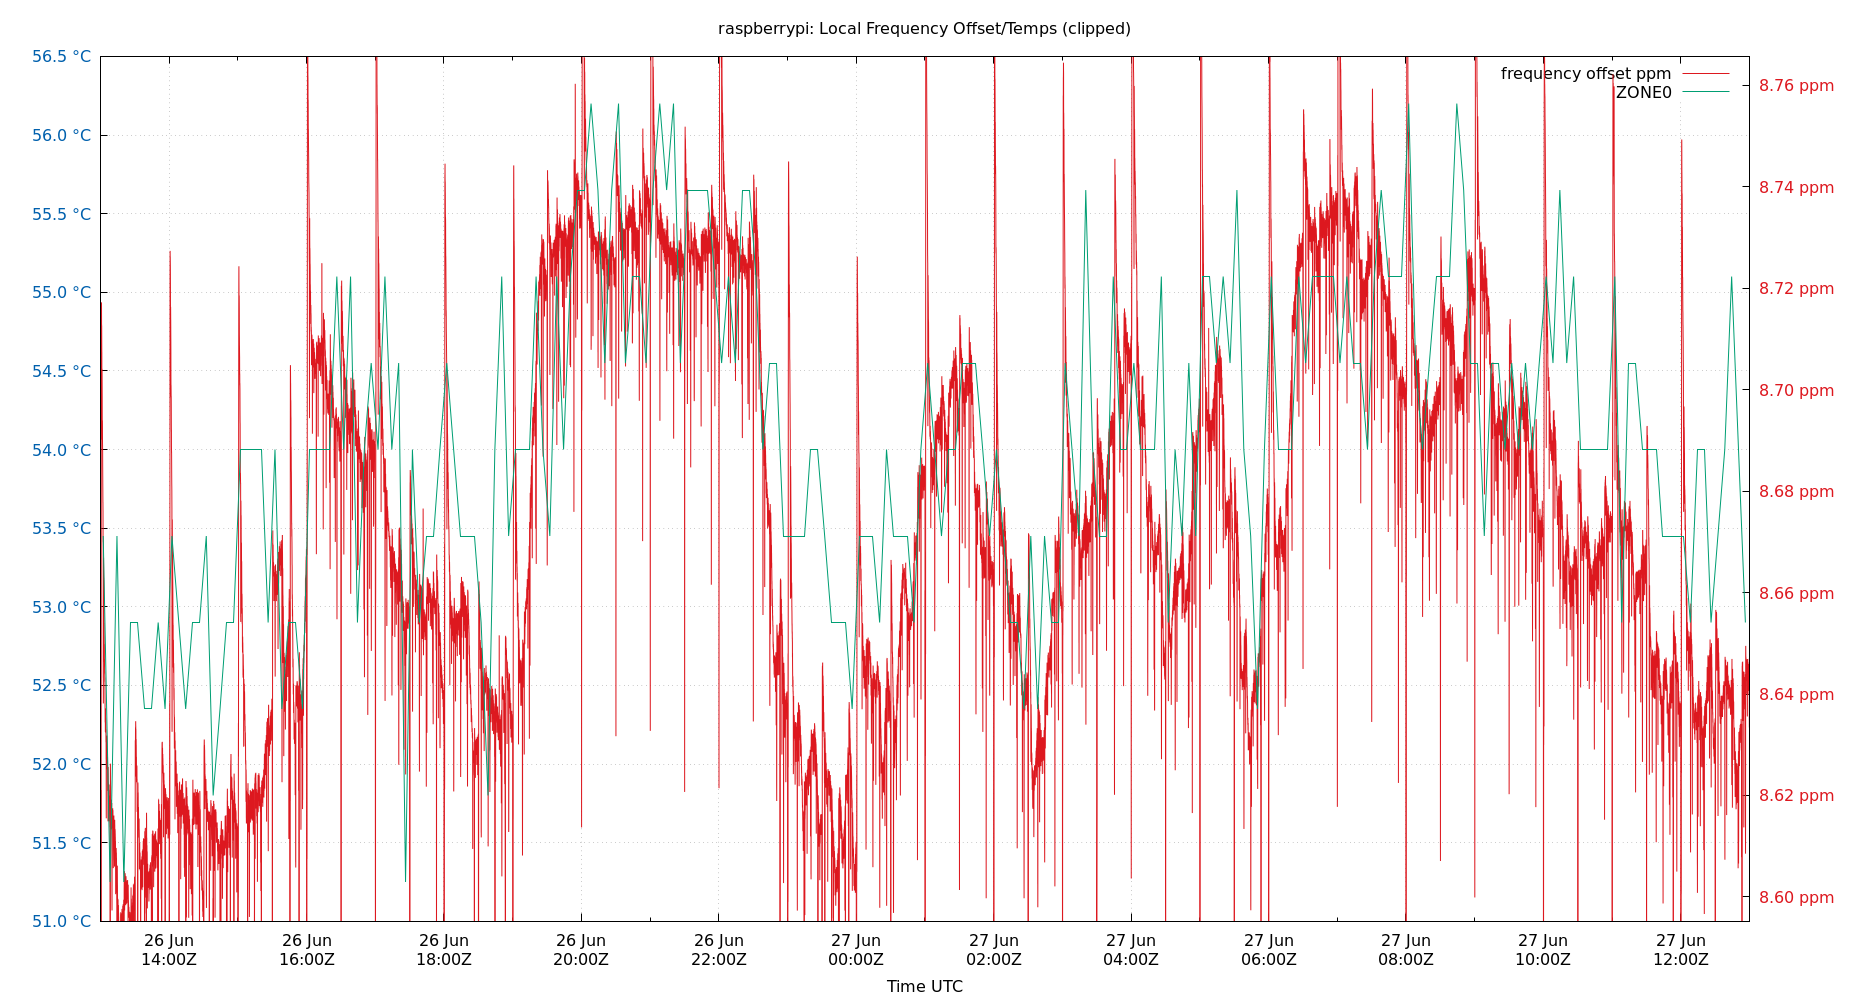 raspberrypi: Local Frequency Offset/Temps (clipped)
frequency offset ppm
ZONE0
56.5 °C
56.0 °C
55.5 °C
55.0 °C
54.5 °C
54.0 °C
53.5 °C
53.0 °C
52.5 °C
52.0 °C
51.5 °C
51.0 °C
8.76 ppm
8.74 ppm
8.72 ppm
8.70 ppm
8.68 ppm
8.66 ppm
8.64 ppm
8.62 ppm
8.60 ppm
26 Jun
14:00Z
26 Jun
16:00Z
26 Jun
18:00Z
26 Jun
20:00Z
26 Jun
22:00Z
27 Jun
00:00Z
27 Jun
02:00Z
27 Jun
04:00Z
27 Jun
06:00Z
27 Jun
08:00Z
27 Jun
10:00Z
27 Jun
12:00Z
Time UTC